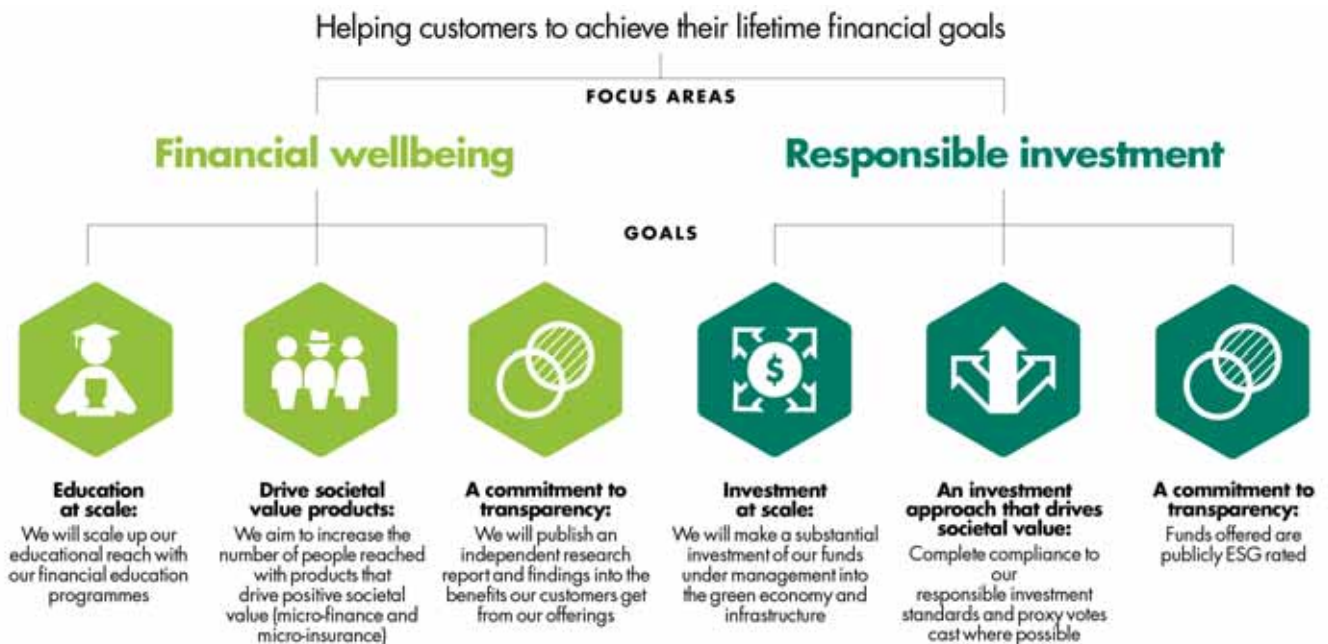 Helping customers to achieve their lifetime financial goals
FOCUS AREAS
Financial wellbeing
Responsible investment
GOALS
Education
at scale:
We will scale up our
educational reach with
our financial education
programmes
Drive societal
value products:
We aim to increase the
number of people reached
with products that
drive positive societal
value (micro-finance and
micro-insurance)
A commitment to
transparency:
We will publish an
independent research
report and findings into the
benefits our customers get
from our offerings
$
Investment
at scale:
We will make a substantial
investment of our funds
under management into
the green economy and
infrastructure
An investment
approach that drives
societal value:
Complete compliance to
our
responsible investment
standards and proxy votes
cast where possible
A commitment to
transparency:
Funds offered are
publicly ESG rated